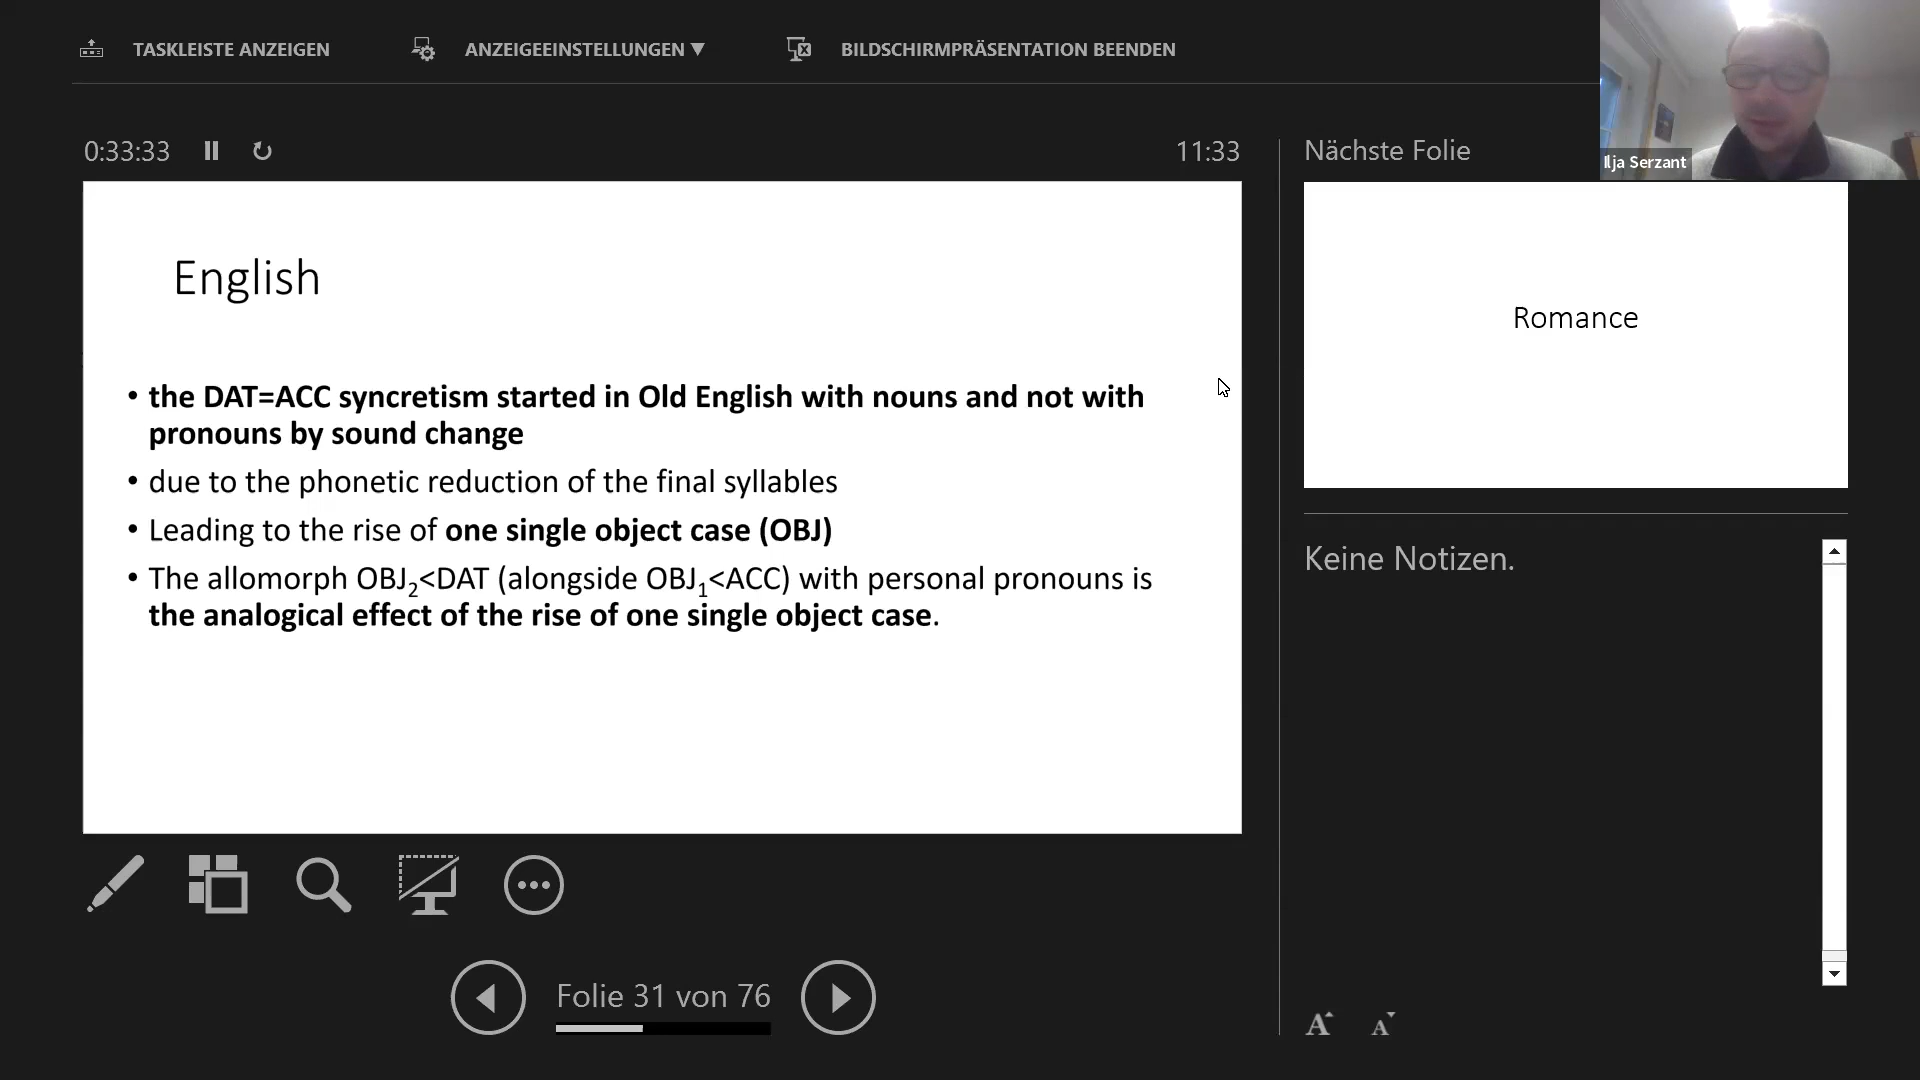 TASKLEISTE ANZEIGEN
ANZEIGEEINSTELLUNGEN ▼
BILDSCHIRMPRÄSENTATION BEENDEN
Ilja Serzant
0:33:33
11:33
Nächste Folie
English
• the DAT=ACC syncretism started in Old English with nouns and not with
pronouns by sound change
• due to the phonetic reduction of the final syllables
• Leading to the rise of one single object case (OBJ)
• The allomorph OBJ₂<DAT (alongside OBJ₁<ACC) with personal pronouns is
the analogical effect of the rise of one single object case.
Romance
Keine Notizen.
Folie 31 von 76
A A